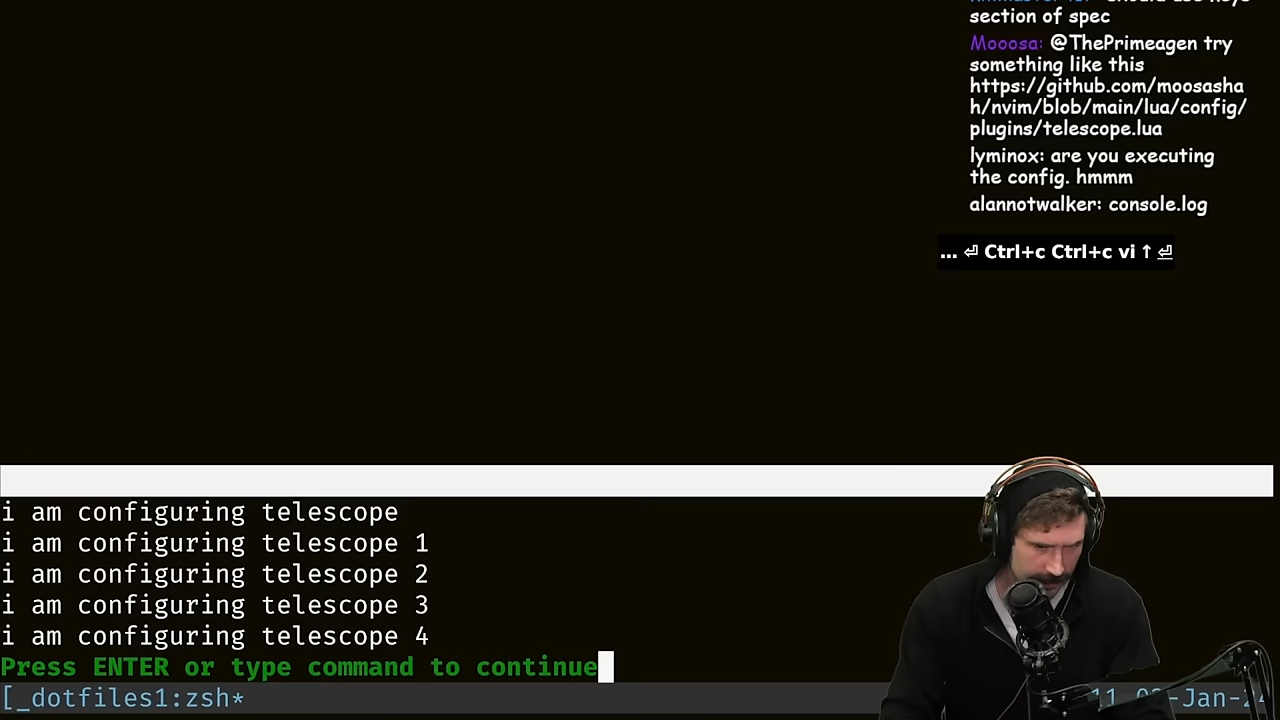 section of spec
Mooosa: @ThePrimeagen try
something like this
https://github.com/moosasha
h/nvim/blob/main/lua/config/
plugins/telescope.lua
lyminox: are you executing
the config. hmmm
alannotwalker: console.log
... ⏎ Ctrl+c Ctrl+c vi ↑ ⏎
i am configuring telescope
i am configuring telescope 1
i am configuring telescope 2
i am configuring telescope 3
i am configuring telescope 4
Press ENTER or type command to continue
[_dotfiles1:zsh*